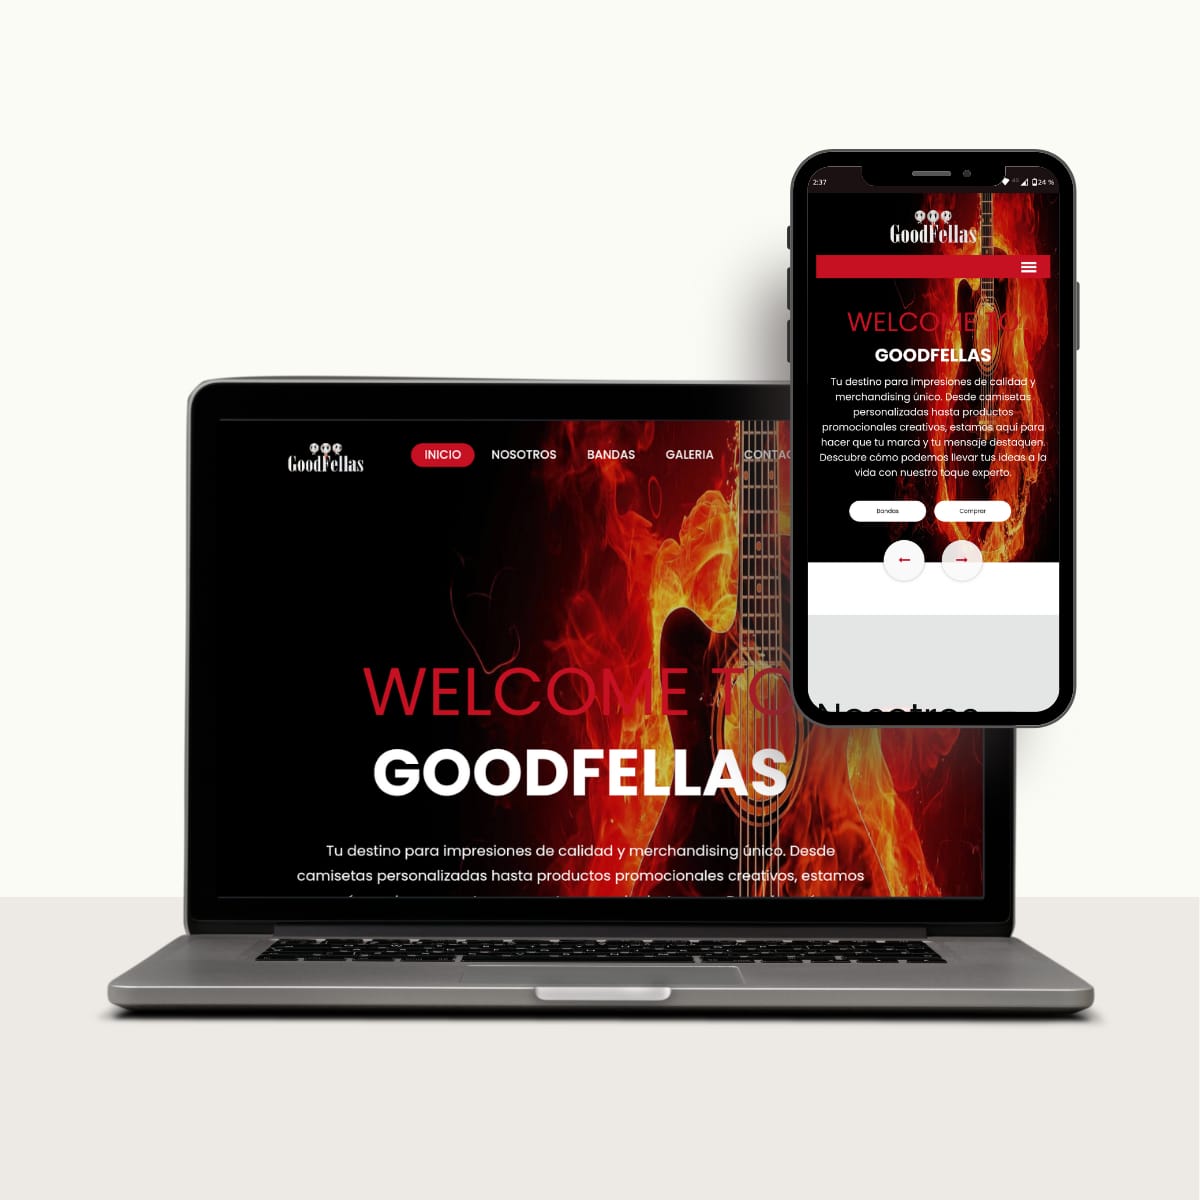 2:37
4G
24 %
GoodFellas
WELCOME TO
GOODFELLAS
Tu destino para impresiones de calidad y
merchandising único. Desde camisetas
personalizadas hasta productos
promocionales creativos, estamos aquí para
hacer que tu marca y tu mensaje destaquen.
Descubre cómo podemos llevar tus ideas a la
vida con nuestro toque experto.
Bandas Comprar
Nosotros
GoodFellas INICIO NOSOTROS BANDAS GALERIA CONTAC
WELCOME TO
GOODFELLAS
Tu destino para impresiones de calidad y merchandising único. Desde
camisetas personalizadas hasta productos promocionales creativos, estamos